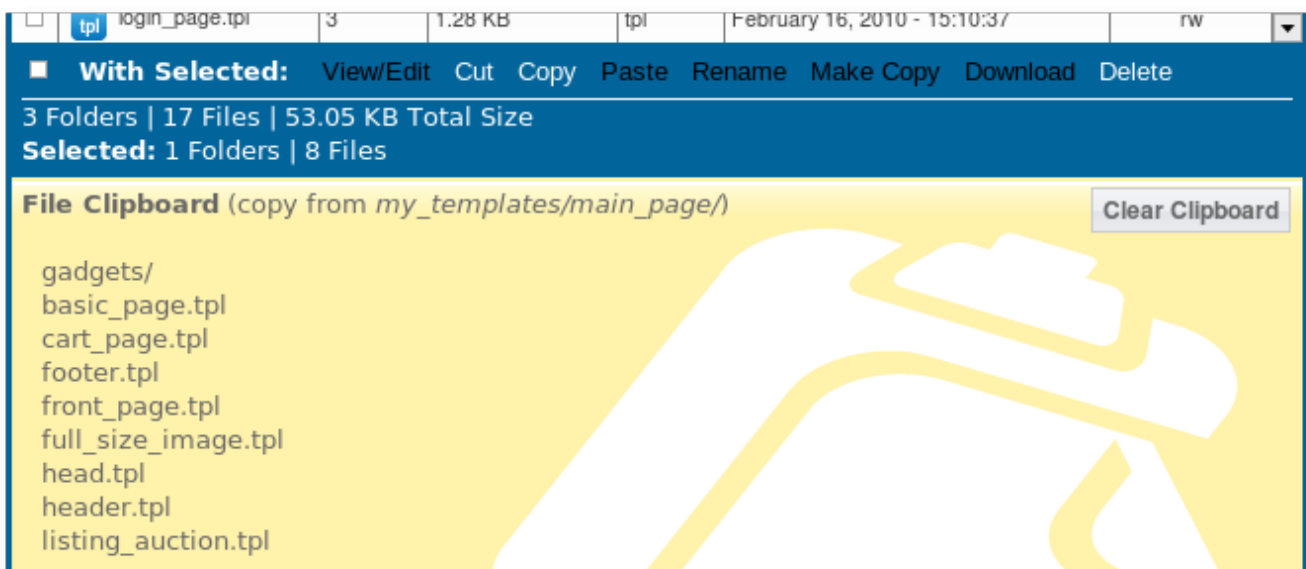 tpl login_page.tpl 3 1.28 KB tpl February 16, 2010 - 15:10:37 rw
With Selected: View/Edit Cut Copy Paste Rename Make Copy Download Delete
3 Folders | 17 Files | 53.05 KB Total Size
Selected: 1 Folders | 8 Files
File Clipboard (copy from my_templates/main_page/) Clear Clipboard
gadgets/
basic_page.tpl
cart_page.tpl
footer.tpl
front_page.tpl
full_size_image.tpl
head.tpl
header.tpl
listing_auction.tpl